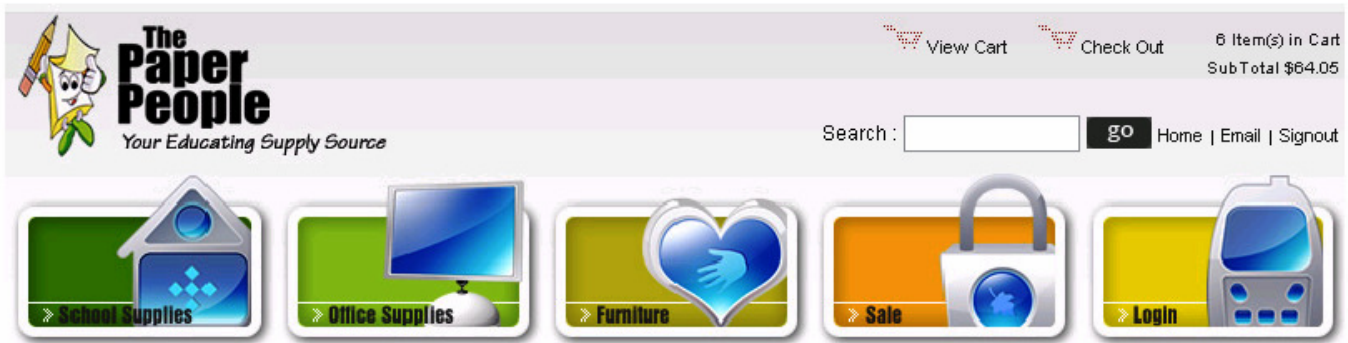 The
Paper
People
Your Educating Supply Source
View Cart
Check Out
6 Item(s) in Cart
SubTotal $64.05
Search :
go
Home | Email | Signout
» School Supplies
» Office Supplies
» Furniture
» Sale
» Login